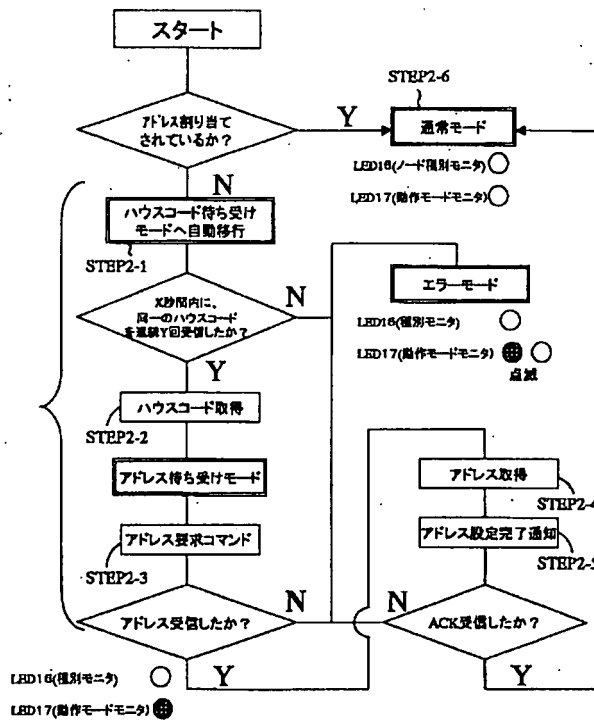 スタート
アドレス割り当て
されているか？
Y
N
STEP2-6
通常モード
LED16(ノード種別モニタ)
LED17(動作モードモニタ)
ハウスコード待ち受け
モードへ自動移行
STEP2-1
X秒間内に、
同一のハウスコード
を連続Y回受信したか？
N
Y
エラーモード
LED16(種別モニタ)
LED17(動作モードモニタ)
点滅
ハウスコード取得
STEP2-2
アドレス待ち受けモード
アドレス要求コマンド
STEP2-3
アドレス受信したか？
N
Y
アドレス取得
STEP2-4
アドレス設定完了通知
STEP2-5
N
ACK受信したか？
Y
LED16(種別モニタ)
LED17(動作モードモニタ)